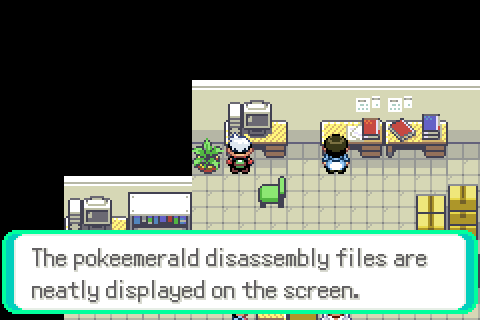 The pokeemerald disassembly files are
neatly displayed on the screen.